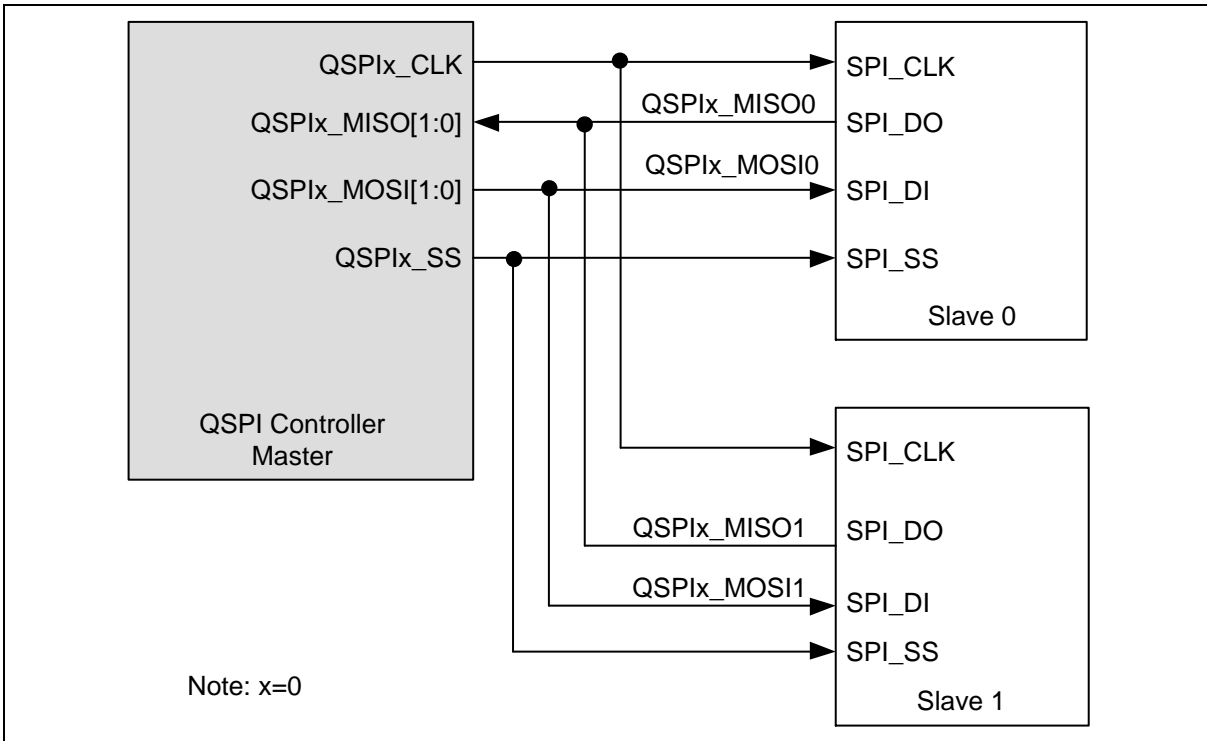 QSPIx_CLK
QSPIx_MISO[1:0]
QSPIx_MOSI[1:0]
QSPIx_SS
QSPI Controller
Master
QSPIx_MISO0
QSPIx_MOSI0
SPI_CLK
SPI_DO
SPI_DI
SPI_SS
Slave 0
QSPIx_MISO1
QSPIx_MOSI1
SPI_CLK
SPI_DO
SPI_DI
SPI_SS
Slave 1
Note: x=0